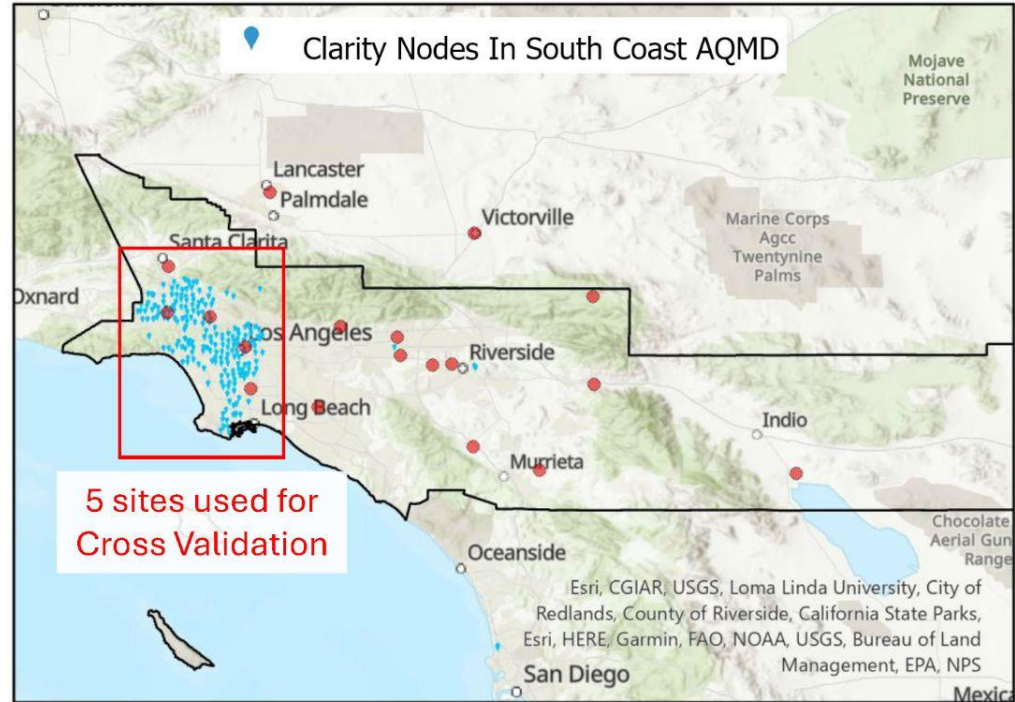 Clarity Nodes In South Coast AQMD
Mojave
National
Preserve
Lancaster
Palmdale
Victorville
Marine Corps
Agcc
Twentynine
Palms
Santa Clarita
Oxnard
os Angeles
Riverside
Long Beach
Indio
Murrieta
5 sites used for
Cross Validation
Chocolate
Aerial Gun
Range
Oceanside
Esri, CGIAR, USGS, Loma Linda University, City of
Redlands, County of Riverside, California State Parks,
Esri, HERE, Garmin, FAO, NOAA, USGS, Bureau of Land
Management, EPA, NPS
San Diego
Mexica